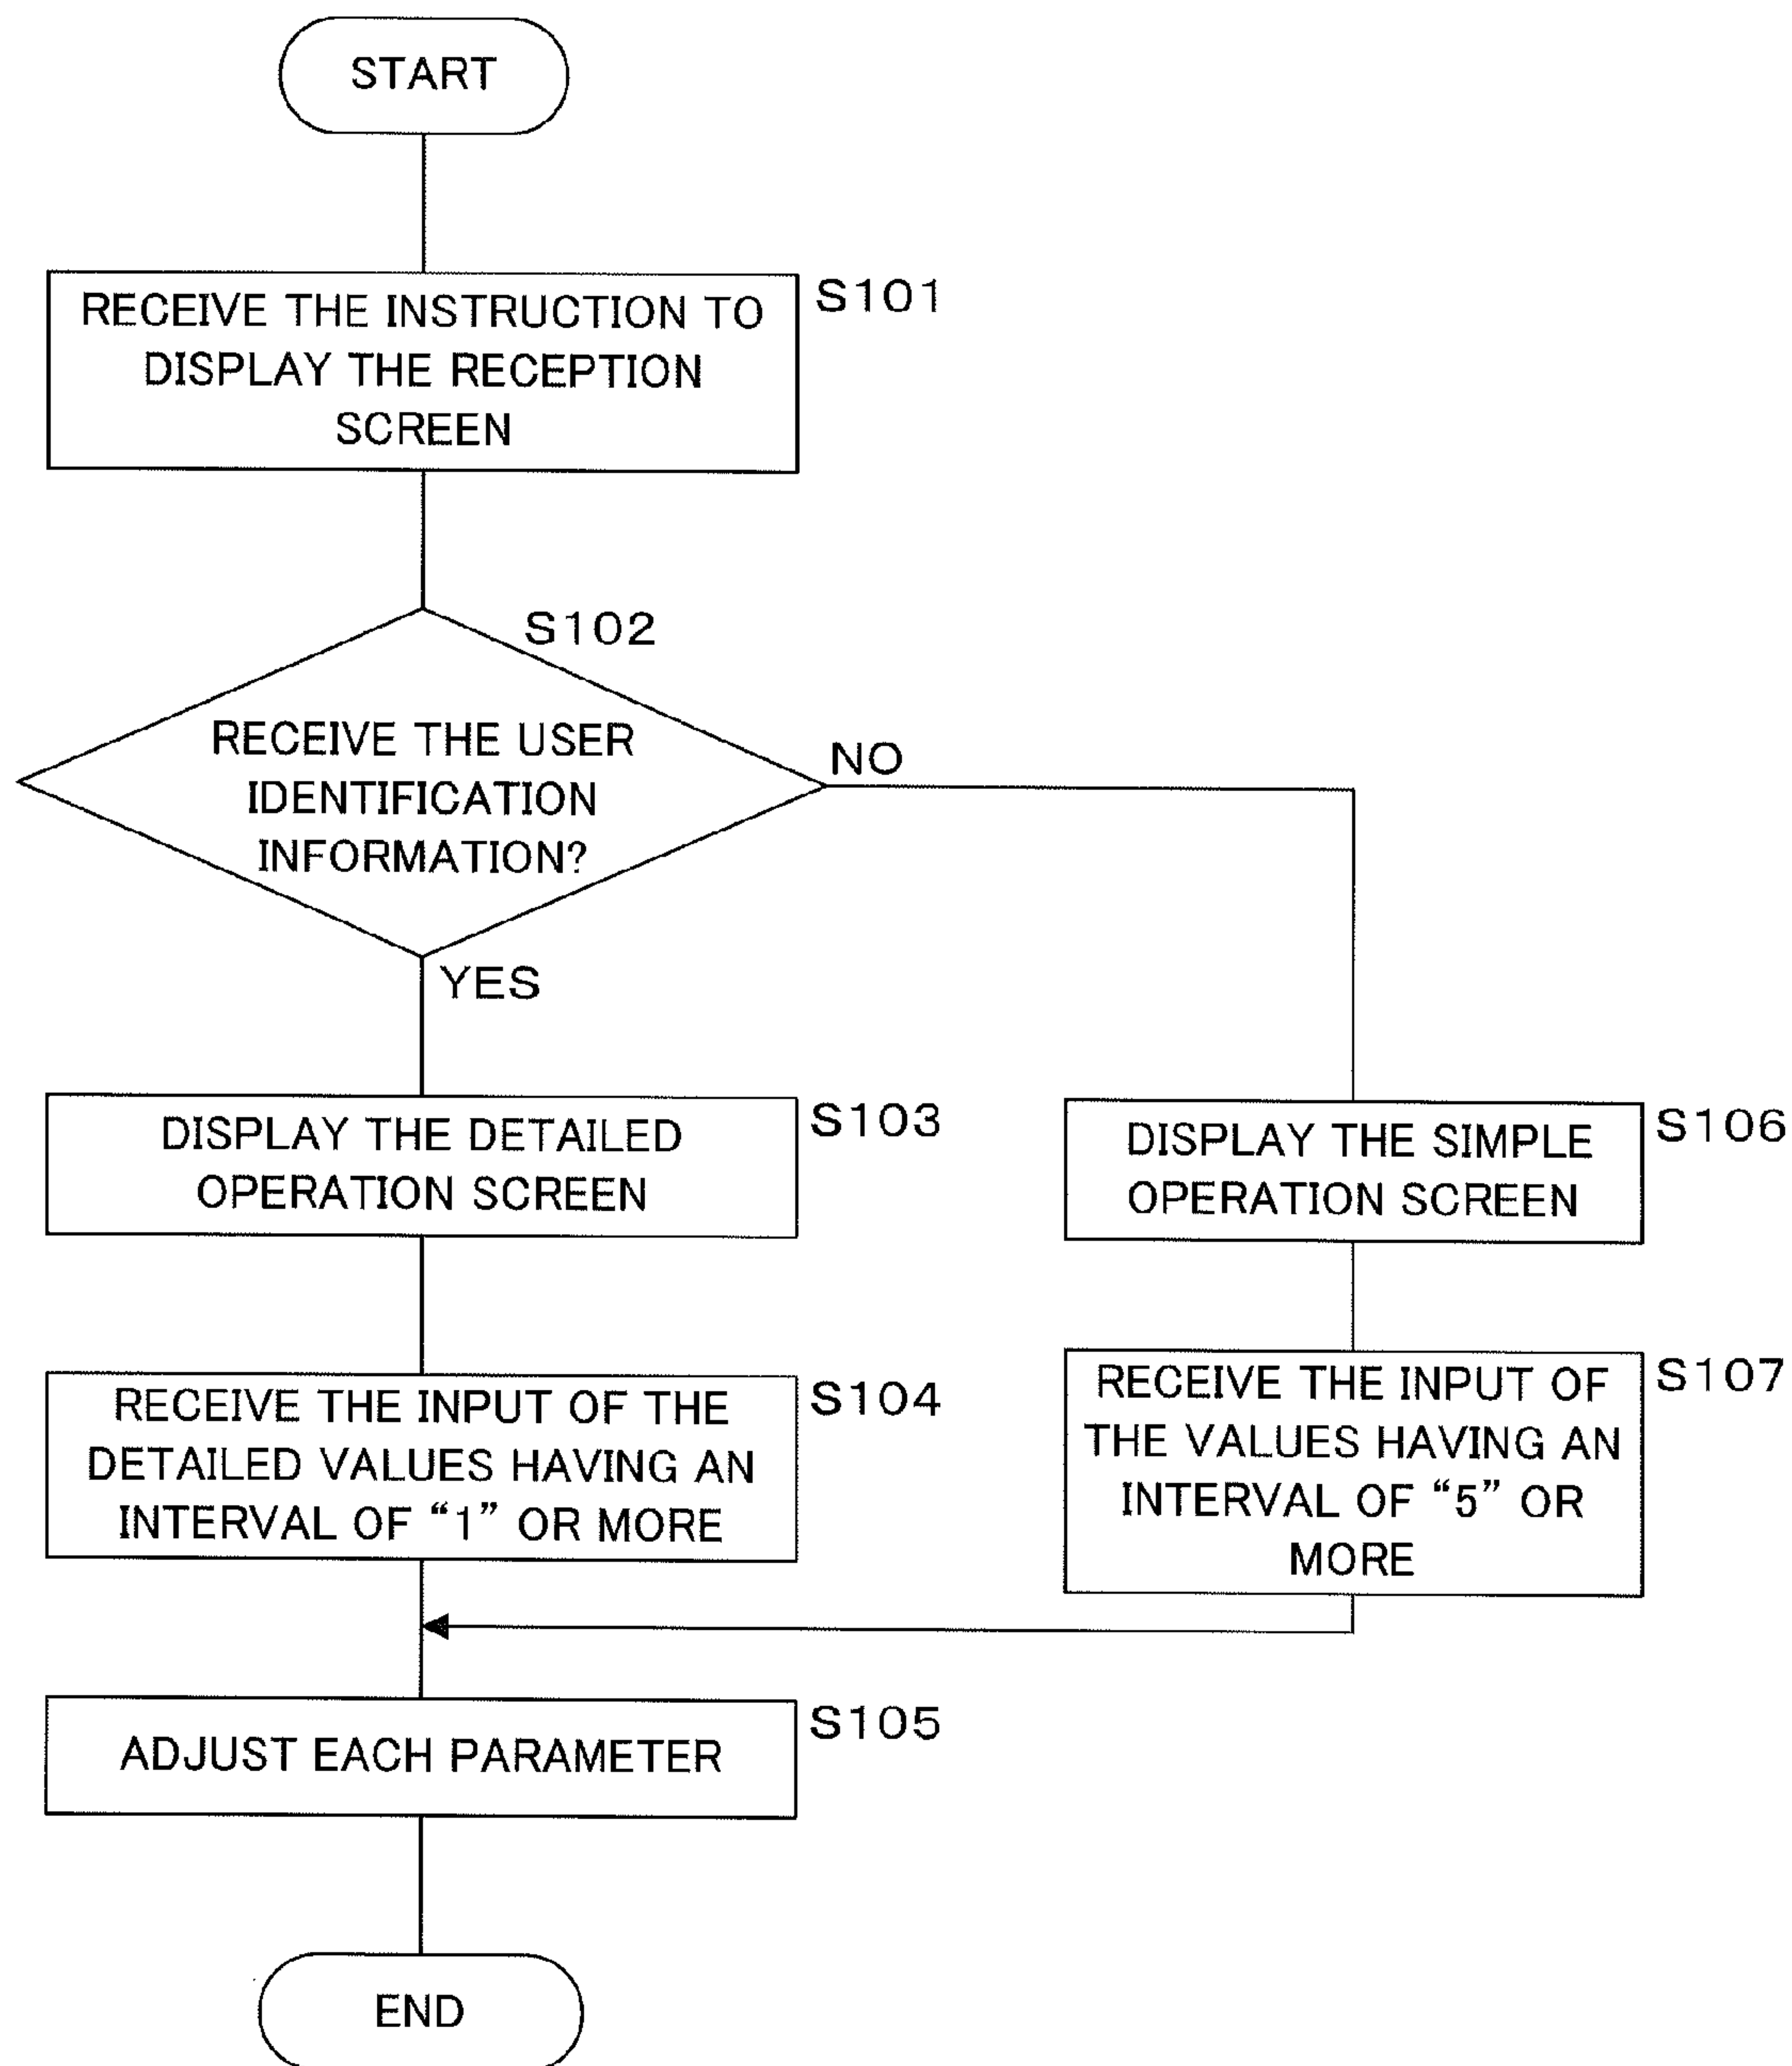 START
RECEIVE THE INSTRUCTION TO
DISPLAY THE RECEPTION
SCREEN
S101
S102
RECEIVE THE USER
IDENTIFICATION
INFORMATION?
NO
YES
DISPLAY THE DETAILED
OPERATION SCREEN
S103
DISPLAY THE SIMPLE
OPERATION SCREEN
S106
RECEIVE THE INPUT OF THE
DETAILED VALUES HAVING AN
INTERVAL OF “1” OR MORE
S104
RECEIVE THE INPUT OF
THE VALUES HAVING AN
INTERVAL OF “5” OR
MORE
S107
ADJUST EACH PARAMETER
S105
END